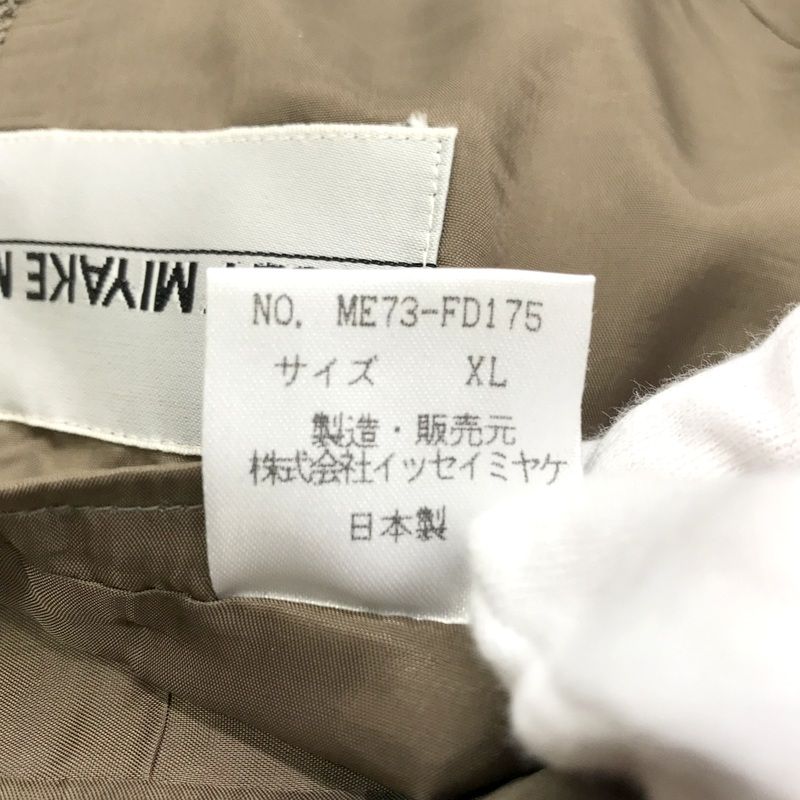 MIYAKE
NO. ME73-FD175
サイズ XL
製造・販売元
株式会社イッセイミヤケ
日本製